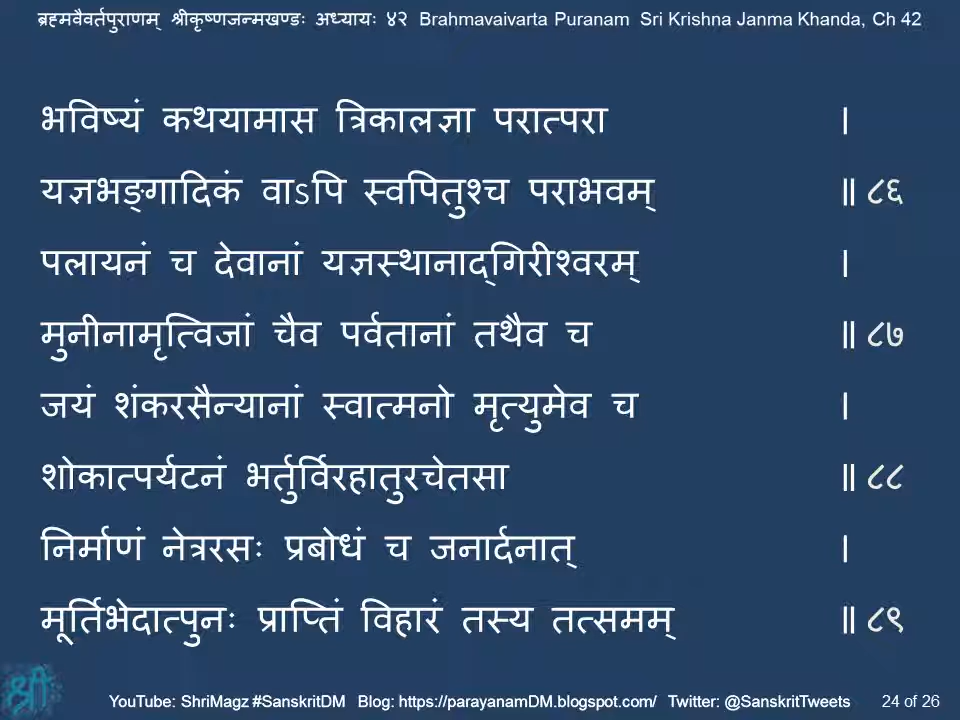 ब्रह्मवैवर्तपुराणम् श्रीकृष्णजन्मखण्डः अध्यायः ४२ Brahmavaivarta Puranam Sri Krishna Janma Khanda, Ch 42
भविष्यं कथयामास त्रिकालज्ञा परात्परा ।
यज्ञभङ्गादिकं वाऽपि स्वपितुश्च पराभवम् ॥ ८६
पलायनं च देवानां यज्ञस्थानाद्गिरीश्वरम् ।
मुनीनामृत्विजां चैव पर्वतानां तथैव च ॥ ८७
जयं शंकरसैन्यानां स्वात्मनो मृत्युमेव च ।
शोकात्पर्यटनं भर्तुर्विरहातुरचेतसा ॥ ८८
निर्माणं नेत्ररसः प्रबोधं च जनार्दनात् ।
मूर्तिभेदात्पुनः प्राप्तिं विहारं तस्य तत्समम् ॥ ८९
श्री YouTube: ShriMagz #SanskritDM Blog: https://parayanamDM.blogspot.com/ Twitter: @SanskritTweets 24 of 26